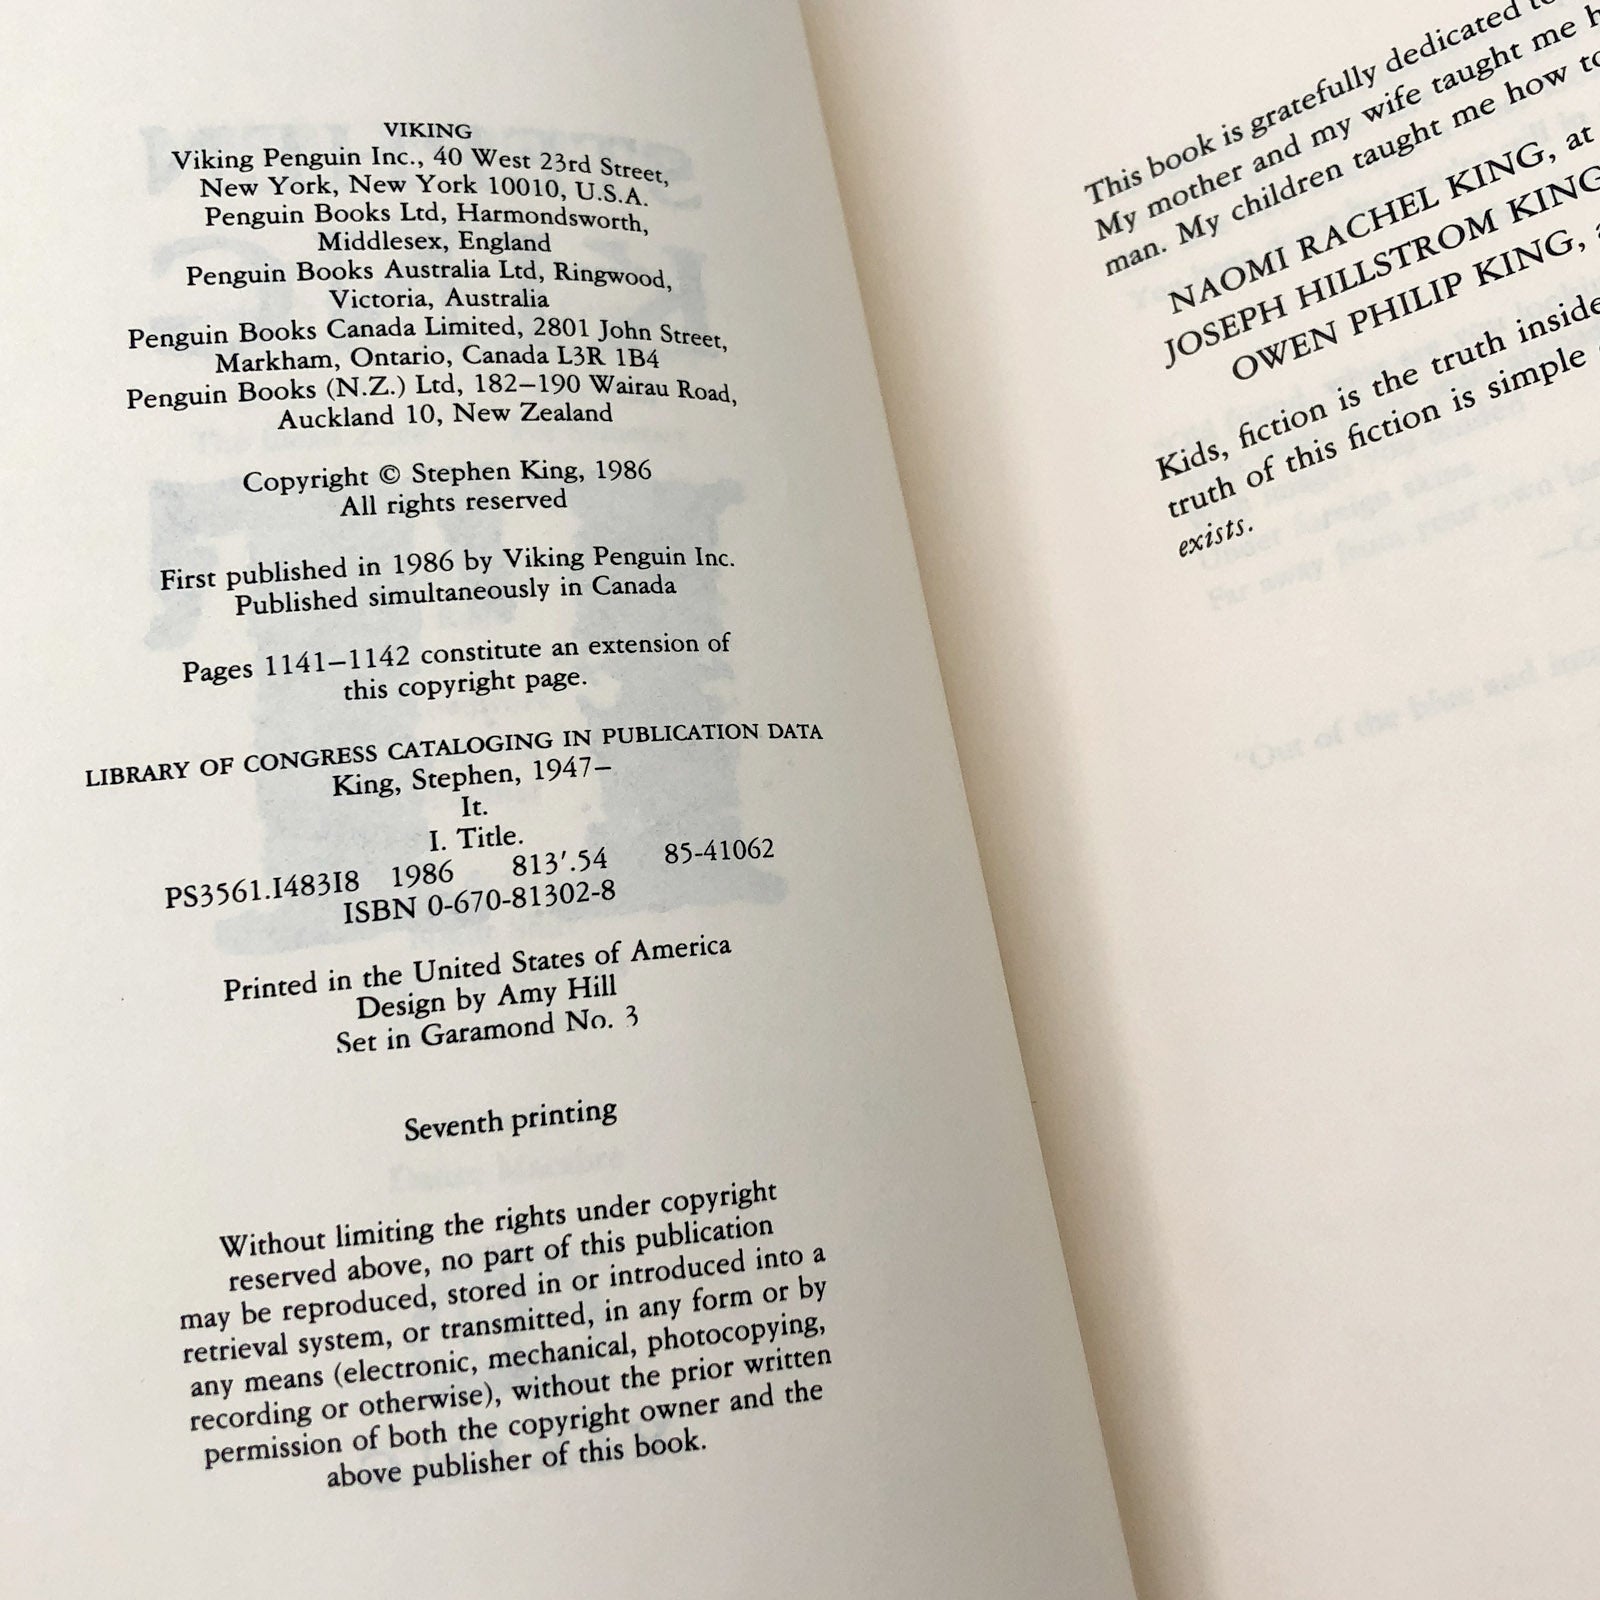 VIKING
Viking Penguin Inc., 40 West 23rd Street,
New York, New York 10010, U.S.A.
Penguin Books Ltd, Harmondsworth,
Middlesex, England
Penguin Books Australia Ltd, Ringwood,
Victoria, Australia
Penguin Books Canada Limited, 2801 John Street,
Markham, Ontario, Canada L3R 1B4
Penguin Books (N.Z.) Ltd, 182–190 Wairau Road,
Auckland 10, New Zealand
Copyright © Stephen King, 1986
All rights reserved
First published in 1986 by Viking Penguin Inc.
Published simultaneously in Canada
Pages 1141–1142 constitute an extension of
this copyright page.
LIBRARY OF CONGRESS CATALOGING IN PUBLICATION DATA
King, Stephen, 1947–
It.
I. Title.
PS3561.I483I8 1986 813′.54 85-41062
ISBN 0-670-81302-8
Printed in the United States of America
Design by Amy Hill
Set in Garamond No. 3
Seventh printing
Without limiting the rights under copyright
reserved above, no part of this publication
may be reproduced, stored in or introduced into a
retrieval system, or transmitted, in any form or by
any means (electronic, mechanical, photocopying,
recording or otherwise), without the prior written
permission of both the copyright owner and the
above publisher of this book.
This book is gratefully dedicated
My mother and my wife taught me
man. My children taught me how
NAOMI RACHEL KING, at
JOSEPH HILLSTROM KING
OWEN PHILIP KING,
Kids, fiction is the truth inside
truth of this fiction is simple
exists.